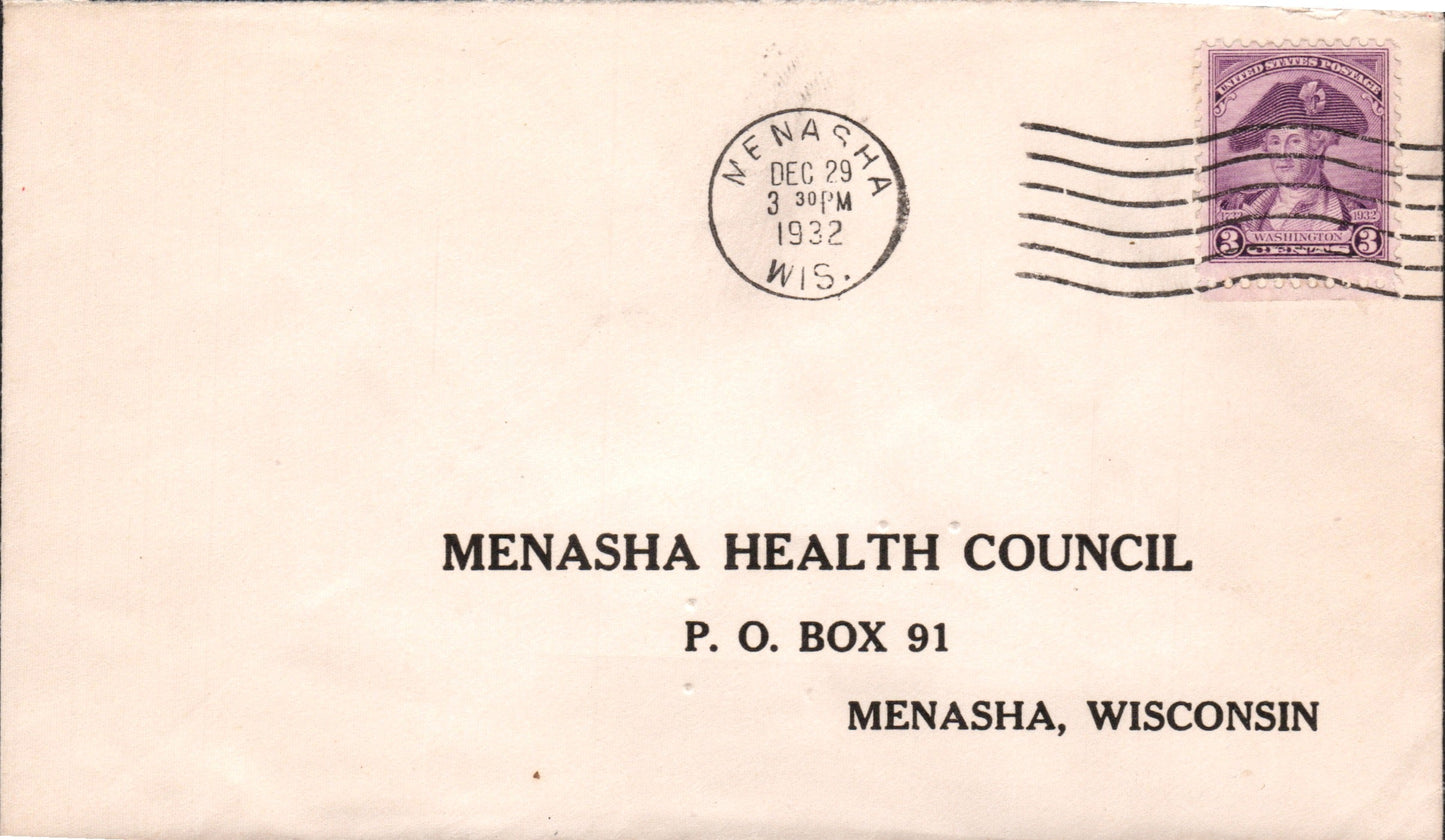 UNITED STATES POSTAGE
1732 1932
3 WASHINGTON 3
CENTS
MENASHA
DEC 29
3 30 PM
1932
WIS.
MENASHA HEALTH COUNCIL
P. O. BOX 91
MENASHA, WISCONSIN